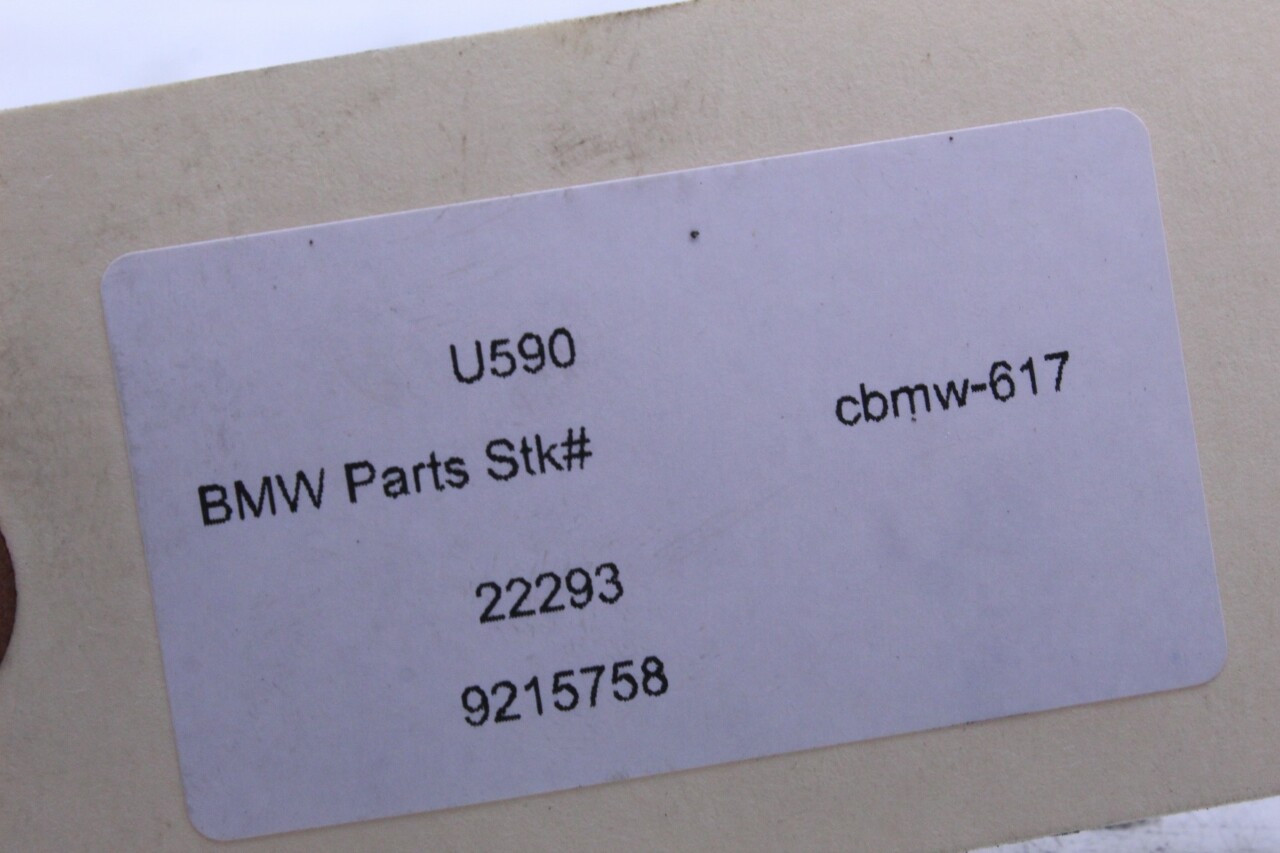 U590
cbmw-617
BMW Parts Stk#
22293
9215758